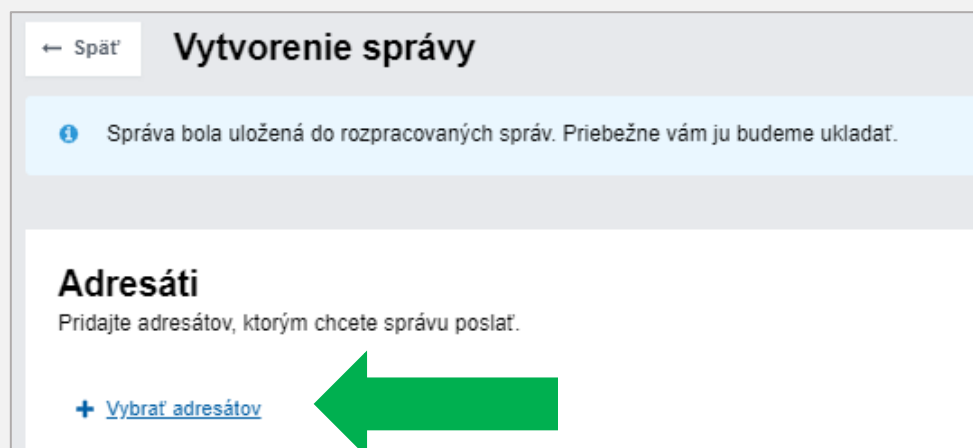 ← Späť
Vytvorenie správy
Správa bola uložená do rozpracovaných správ. Priebežne vám ju budeme ukladať.
Adresáti
Pridajte adresátov, ktorým chcete správu poslať.
+ Vybrať adresátov